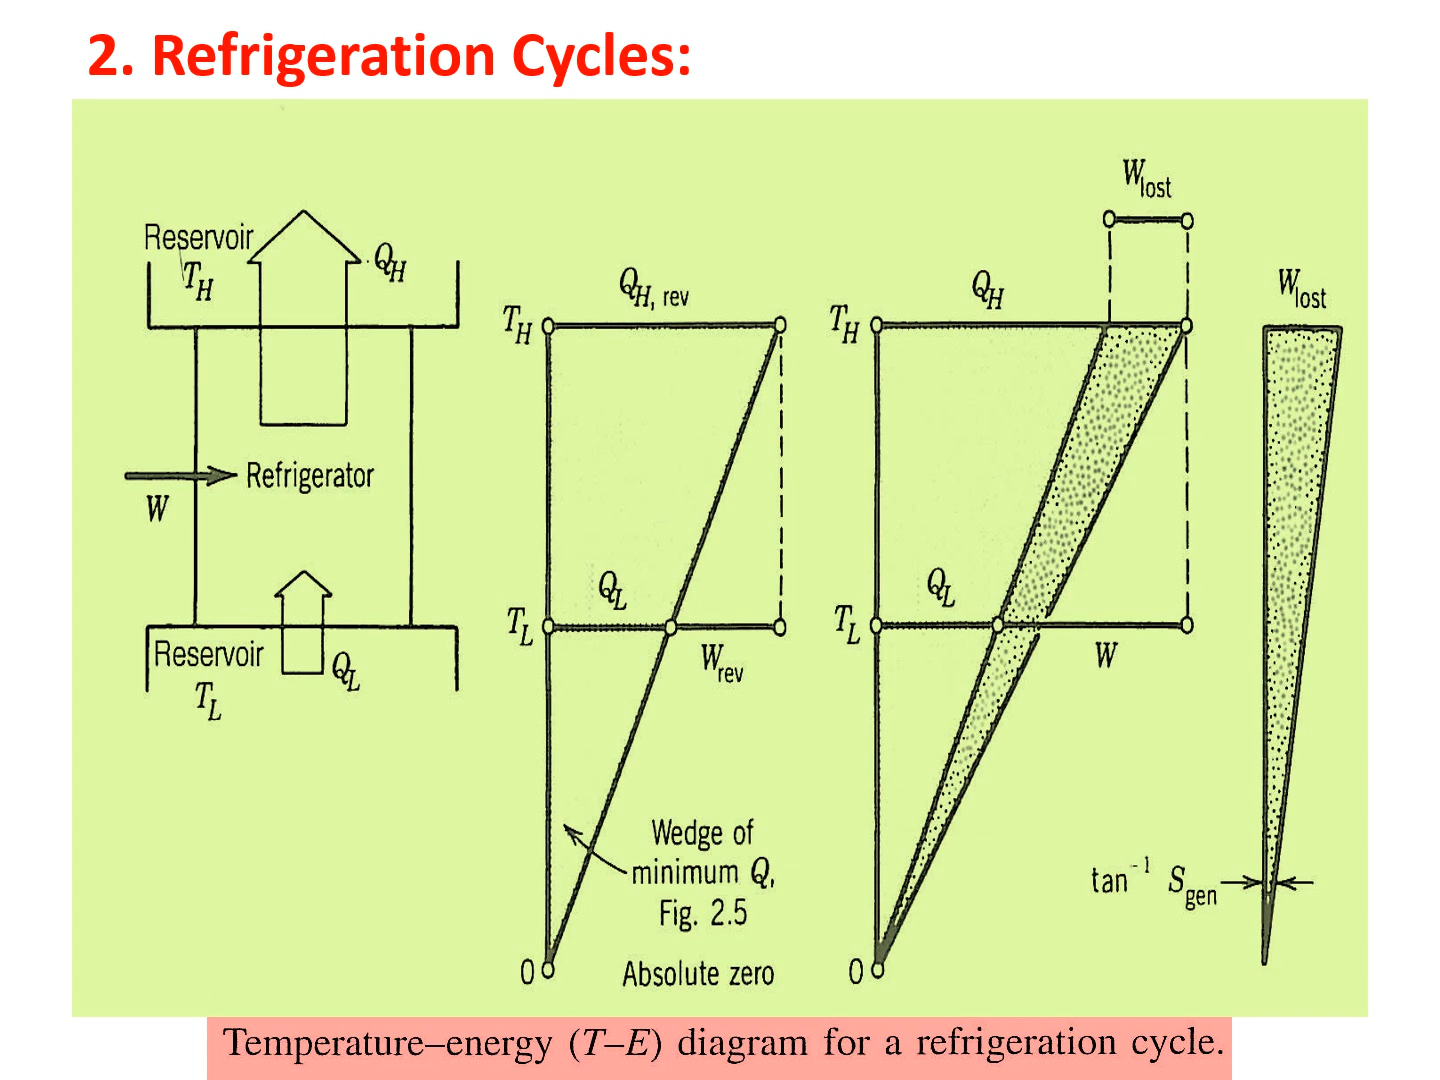 2. Refrigeration Cycles:
Reservoir
T_H
Q_H
W
Refrigerator
Reservoir
T_L
Q_L
Q_H, rev
T_H
Q_L
T_L
W_rev
Wedge of
minimum Q,
Fig. 2.5
0
Absolute zero
W_lost
Q_H
T_H
Q_L
T_L
W
0
W_lost
tan^-1 S_gen
Temperature–energy (T–E) diagram for a refrigeration cycle.